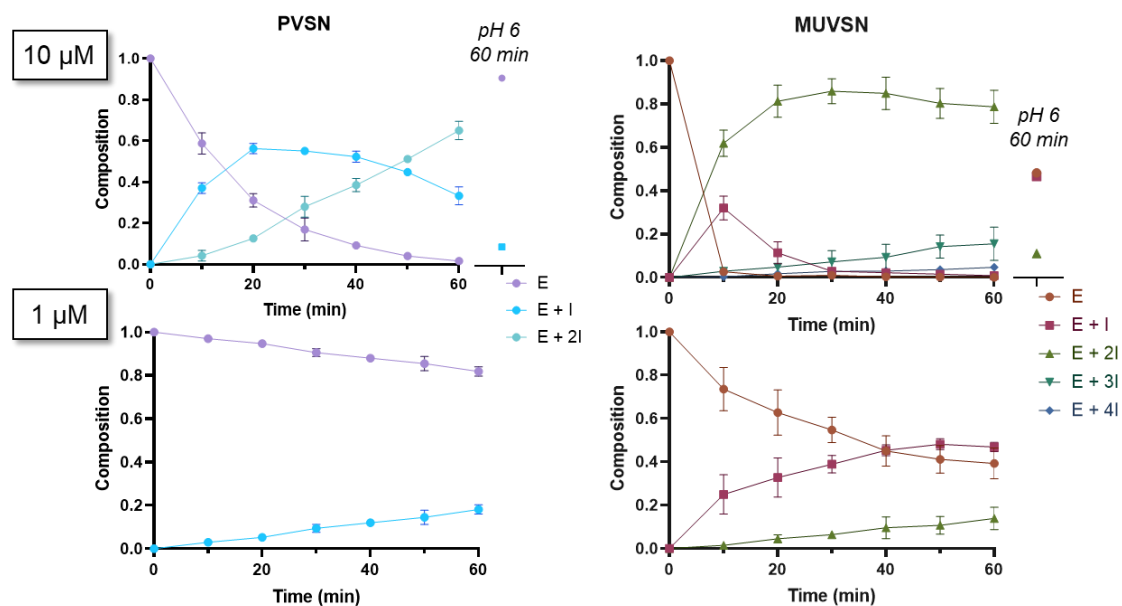 10 µM
PVSN
pH 6
60 min
Composition
1.0
0.8
0.6
0.4
0.2
0.0
0
20
40
60
Time (min)
MUVSN
pH 6
60 min
Composition
1.0
0.8
0.6
0.4
0.2
0.0
0
20
40
60
Time (min)
E
E + I
E + 2I
1 µM
Composition
1.0
0.8
0.6
0.4
0.2
0.0
0
20
40
60
Time (min)
Composition
1.0
0.8
0.6
0.4
0.2
0.0
0
20
40
60
Time (min)
E
E + I
E + 2I
E + 3I
E + 4I